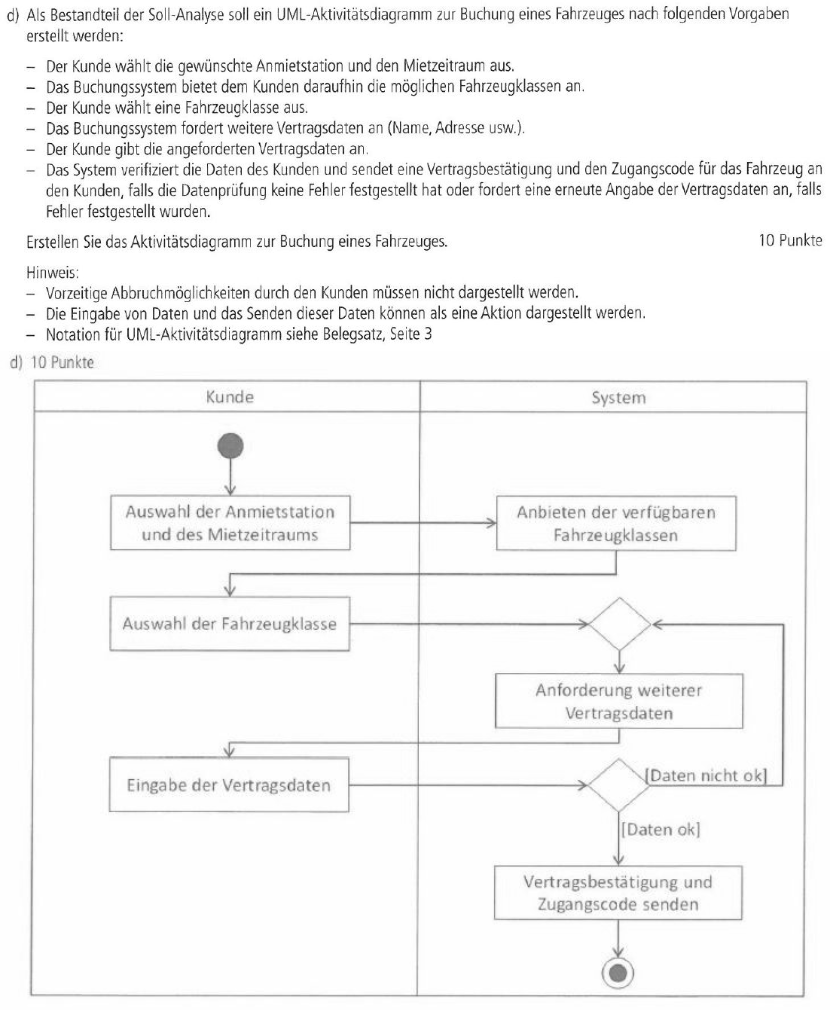 d) Als Bestandteil der Soll-Analyse soll ein UML-Aktivitätsdiagramm zur Buchung eines Fahrzeuges nach folgenden Vorgaben
erstellt werden:
– Der Kunde wählt die gewünschte Anmietstation und den Mietzeitraum aus.
– Das Buchungssystem bietet dem Kunden daraufhin die möglichen Fahrzeugklassen an.
– Der Kunde wählt eine Fahrzeugklasse aus.
– Das Buchungssystem fordert weitere Vertragsdaten an (Name, Adresse usw.).
– Der Kunde gibt die angeforderten Vertragsdaten an.
– Das System verifiziert die Daten des Kunden und sendet eine Vertragsbestätigung und den Zugangscode für das Fahrzeug an
den Kunden, falls die Datenprüfung keine Fehler festgestellt hat oder fordert eine erneute Angabe der Vertragsdaten an, falls
Fehler festgestellt wurden.
Erstellen Sie das Aktivitätsdiagramm zur Buchung eines Fahrzeuges. 10 Punkte
Hinweis:
– Vorzeitige Abbruchmöglichkeiten durch den Kunden müssen nicht dargestellt werden.
– Die Eingabe von Daten und das Senden dieser Daten können als eine Aktion dargestellt werden.
– Notation für UML-Aktivitätsdiagramm siehe Belegsatz, Seite 3
d) 10 Punkte
Kunde
System
Auswahl der Anmietstation
und des Mietzeitraums
Anbieten der verfügbaren
Fahrzeugklassen
Auswahl der Fahrzeugklasse
Anforderung weiterer
Vertragsdaten
Eingabe der Vertragsdaten
[Daten nicht ok]
[Daten ok]
Vertragsbestätigung und
Zugangscode senden